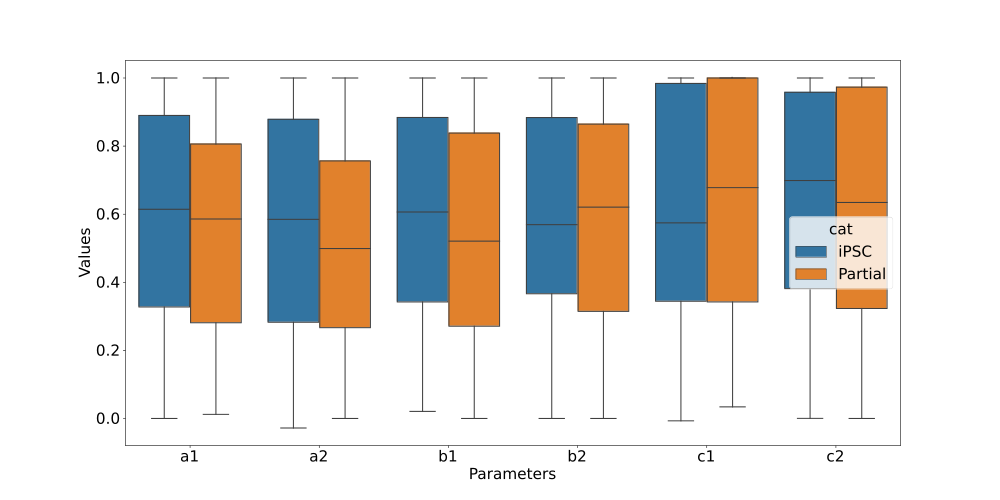 1.0
0.8
0.6
0.4
0.2
0.0
Values
a1 a2 b1 b2 c1 c2
Parameters
cat
iPSC
Partial